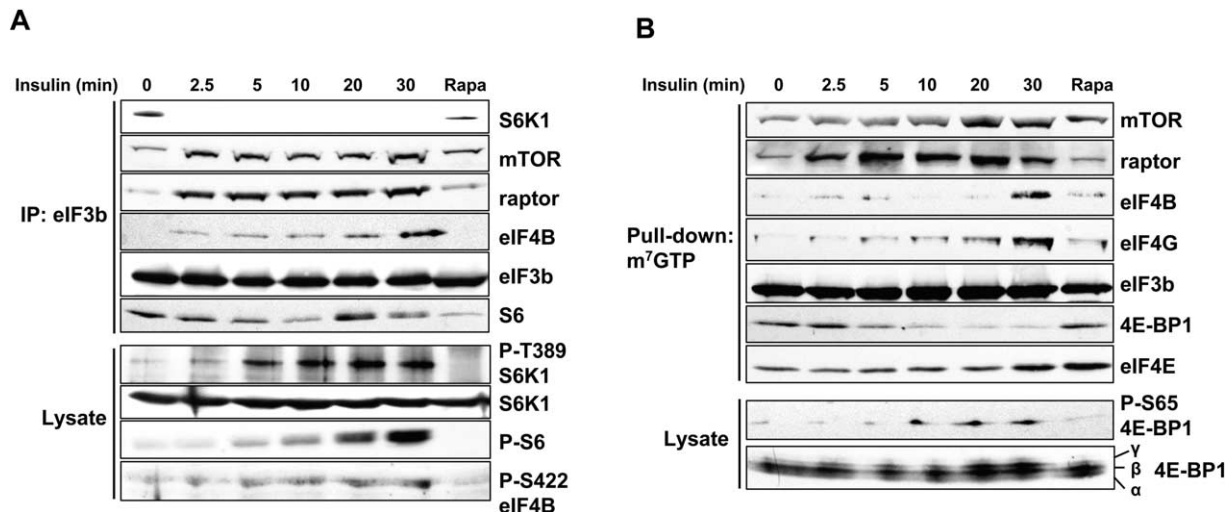 A
Insulin (min) 0 2.5 5 10 20 30 Rapa
S6K1
mTOR
raptor
IP: eIF3b
eIF4B
eIF3b
S6
P-T389
S6K1
S6K1
Lysate
P-S6
P-S422
eIF4B
B
Insulin (min) 0 2.5 5 10 20 30 Rapa
mTOR
raptor
eIF4B
Pull-down:
m⁷GTP
eIF4G
eIF3b
4E-BP1
eIF4E
P-S65
4E-BP1
Lysate
γ
β 4E-BP1
α